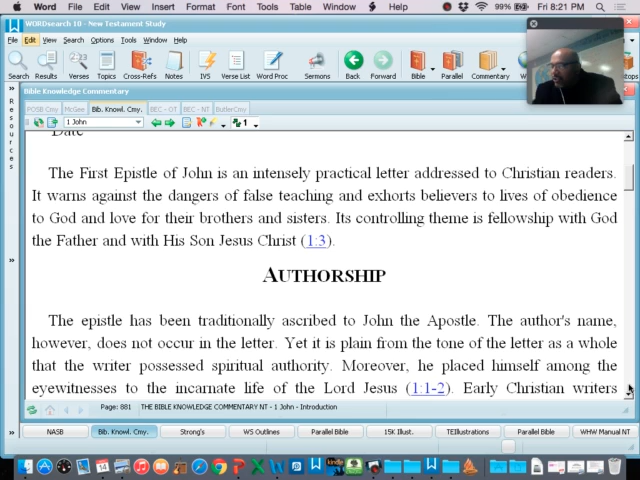 Word File Edit View Insert Format Font Tools Table Window Help 99% Fri 8:21 PM
WORDsearch 10 - New Testament Study
File Edit View Search Options Tools Window Help
Search Results Verses Topics Cross-Refs Notes IVS Verse List Word Proc Sermons Back Forward Bible Parallel Commentary
Bible Knowledge Commentary
POSB Cmy McGee Bib. Knowl. Cmy. BEC - OT BEC - NT ButlerCmy
1 John 1
Resources
Date
The First Epistle of John is an intensely practical letter addressed to Christian readers.
It warns against the dangers of false teaching and exhorts believers to lives of obedience
to God and love for their brothers and sisters. Its controlling theme is fellowship with God
the Father and with His Son Jesus Christ (1:3).
AUTHORSHIP
The epistle has been traditionally ascribed to John the Apostle. The author's name,
however, does not occur in the letter. Yet it is plain from the tone of the letter as a whole
that the writer possessed spiritual authority. Moreover, he placed himself among the
eyewitnesses to the incarnate life of the Lord Jesus (1:1-2). Early Christian writers
Page: 881 THE BIBLE KNOWLEDGE COMMENTARY NT - 1 John - Introduction
NASB Bib. Knowl. Cmy. Strong's WS Outlines Parallel Bible 15K Illust. TEIllustrations Parallel Bible WHW Manual NT